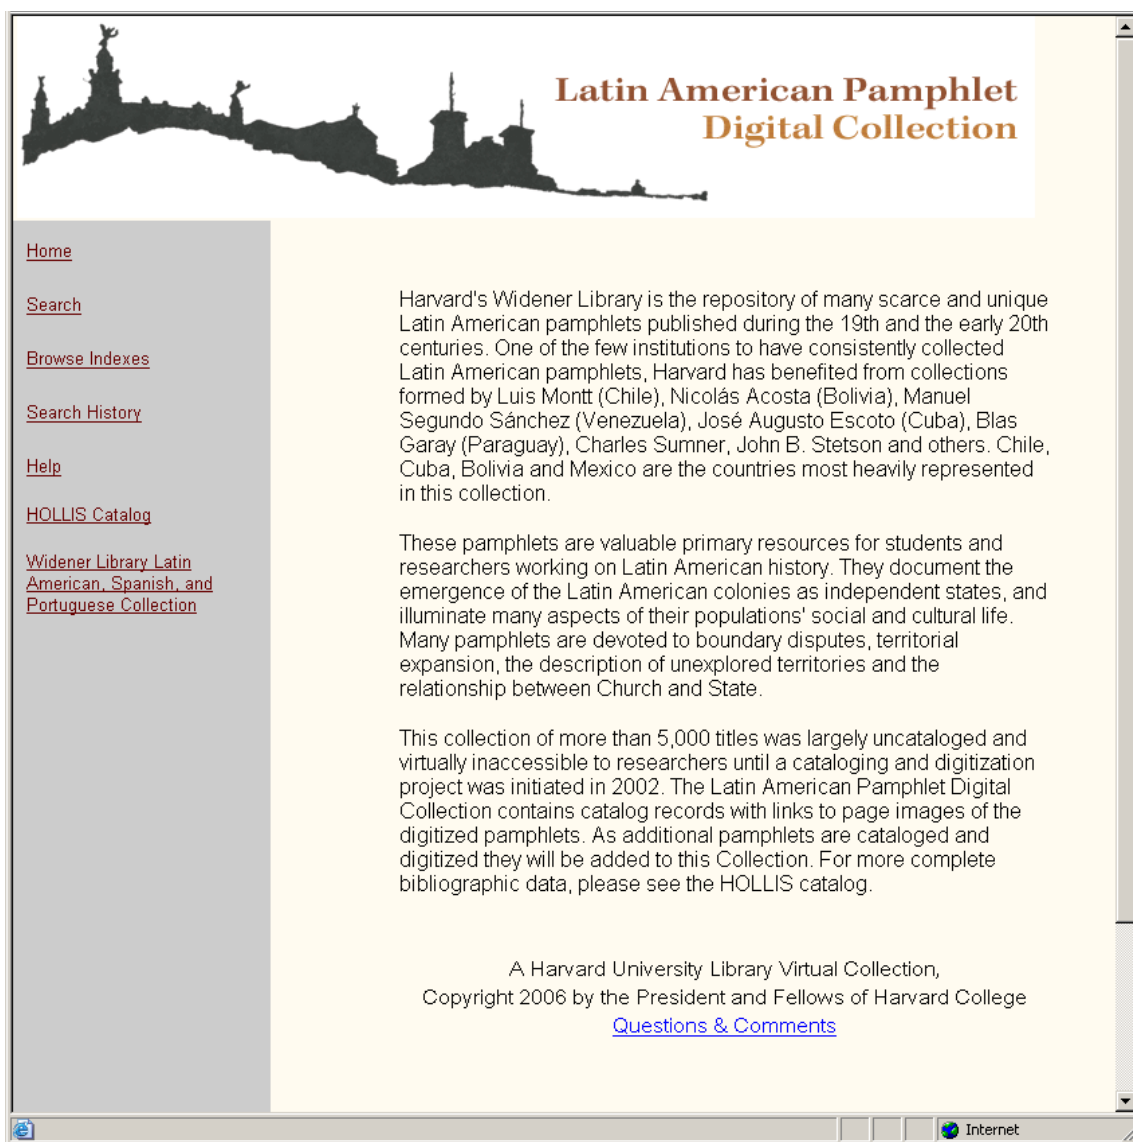 Latin American Pamphlet
Digital Collection
Home
Search
Browse Indexes
Search History
Help
HOLLIS Catalog
Widener Library Latin
American, Spanish, and
Portuguese Collection
Harvard's Widener Library is the repository of many scarce and unique
Latin American pamphlets published during the 19th and the early 20th
centuries. One of the few institutions to have consistently collected
Latin American pamphlets, Harvard has benefited from collections
formed by Luis Montt (Chile), Nicolás Acosta (Bolivia), Manuel
Segundo Sánchez (Venezuela), José Augusto Escoto (Cuba), Blas
Garay (Paraguay), Charles Sumner, John B. Stetson and others. Chile,
Cuba, Bolivia and Mexico are the countries most heavily represented
in this collection.
These pamphlets are valuable primary resources for students and
researchers working on Latin American history. They document the
emergence of the Latin American colonies as independent states, and
illuminate many aspects of their populations' social and cultural life.
Many pamphlets are devoted to boundary disputes, territorial
expansion, the description of unexplored territories and the
relationship between Church and State.
This collection of more than 5,000 titles was largely uncataloged and
virtually inaccessible to researchers until a cataloging and digitization
project was initiated in 2002. The Latin American Pamphlet Digital
Collection contains catalog records with links to page images of the
digitized pamphlets. As additional pamphlets are cataloged and
digitized they will be added to this Collection. For more complete
bibliographic data, please see the HOLLIS catalog.
A Harvard University Library Virtual Collection,
Copyright 2006 by the President and Fellows of Harvard College
Questions & Comments
Internet